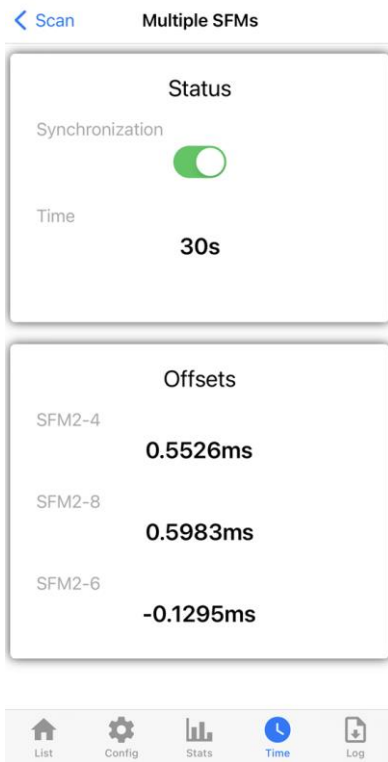 Scan Multiple SFMs
Status
Synchronization
Time
30s
Offsets
SFM2-4
0.5526ms
SFM2-8
0.5983ms
SFM2-6
-0.1295ms
List Config Stats Time Log